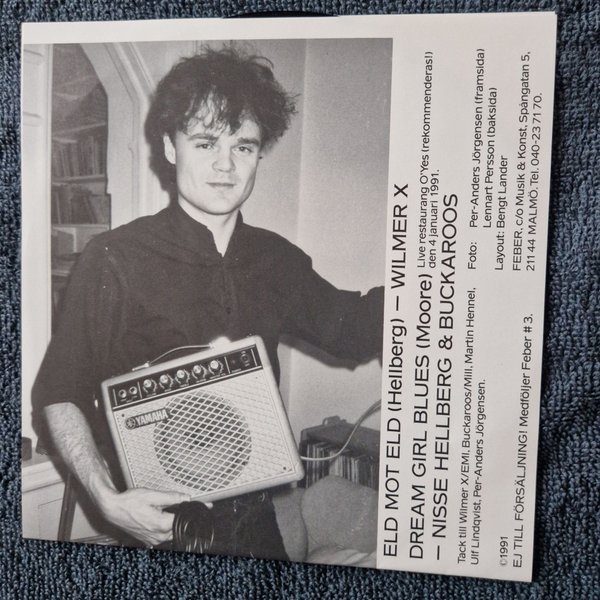 YAMAHA
ELD MOT ELD (Hellberg) – WILMER X
DREAM GIRL BLUES (Moore) Live restaurang O'Yes (rekommenderas!)
den 4 januari 1991.
– NISSE HELLBERG & BUCKAROOS
Tack till Wilmer X/EMI, Buckaroos/Mill, Martin Hennel,
Ulf Lindqvist, Per-Anders Jörgensen.
Foto: Per-Anders Jörgensen (framsida)
Lennart Persson (baksida)
Layout: Bengt Lander
FEBER, c/o Musik & Konst, Spångatan 5,
211 44 MALMÖ. Tel. 040-23 71 70.
©1991
EJ TILL FÖRSÄLJNING! Medföljer Feber # 3.